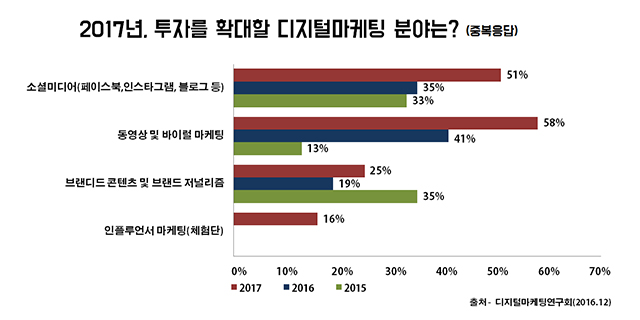 2017년, 투자를 확대할 디지털마케팅 분야는? (중복응답)
소셜미디어(페이스북,인스타그램, 블로그 등)
51%
35%
33%
동영상 및 바이럴 마케팅
58%
41%
13%
브랜디드 콘텐츠 및 브랜드 저널리즘
25%
19%
35%
인플루언서 마케팅(체험단)
16%
0% 10% 20% 30% 40% 50% 60% 70%
2017 2016 2015
출처- 디지털마케팅연구회(2016.12)